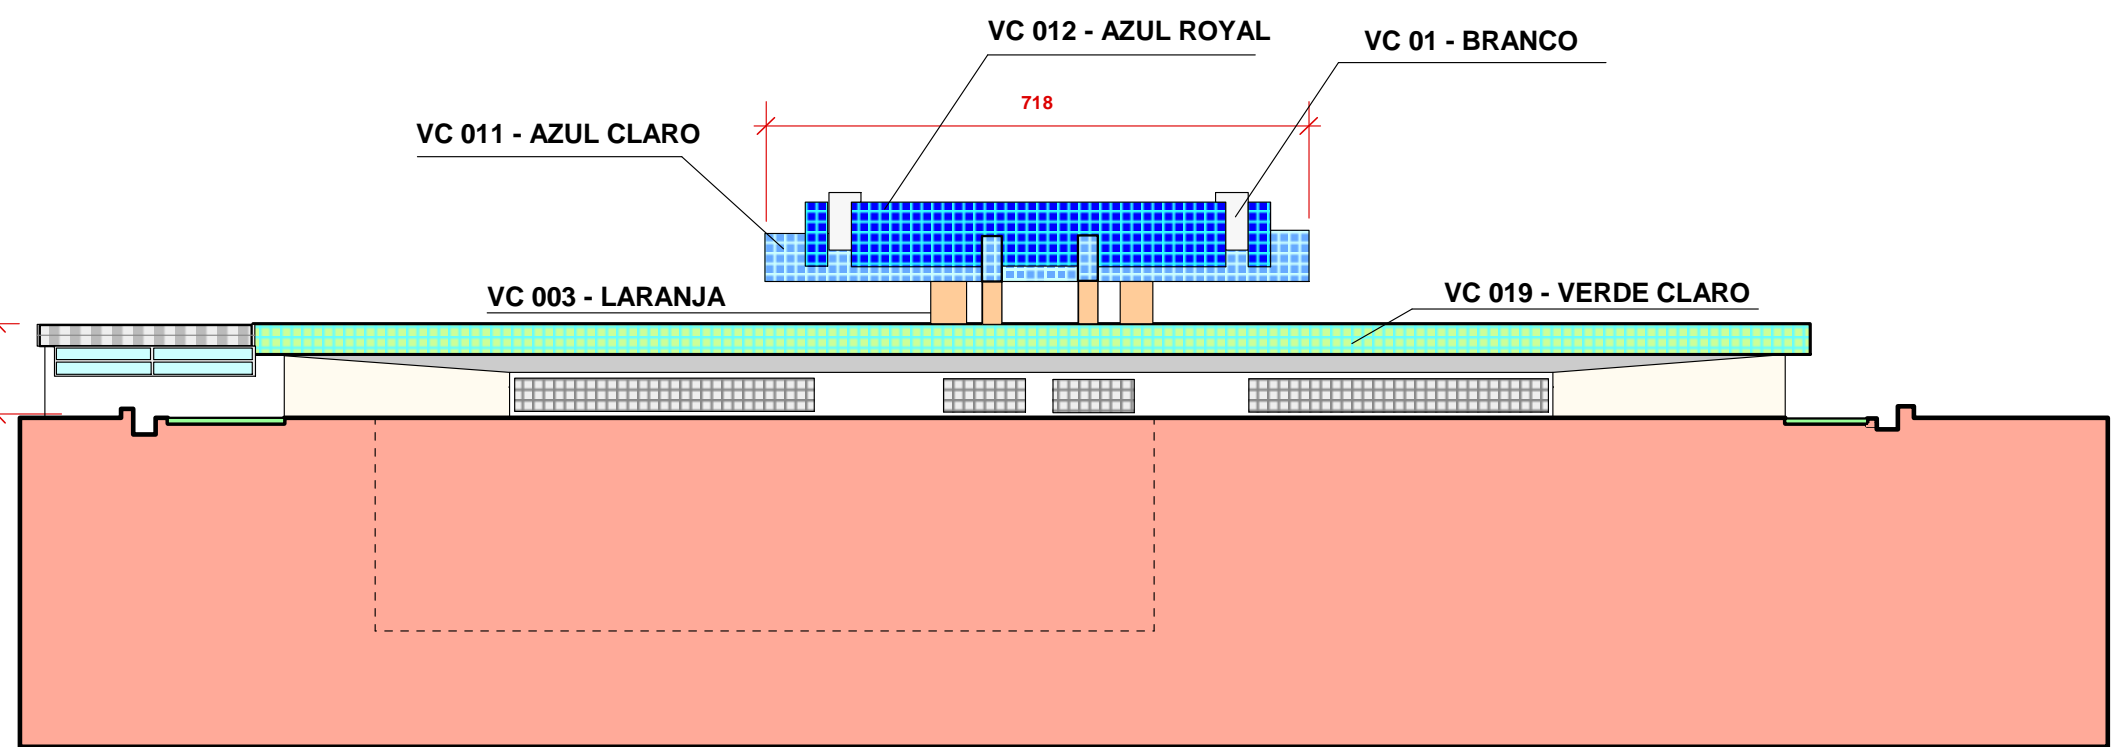 VC 012 - AZUL ROYAL
VC 01 - BRANCO
718
VC 011 - AZUL CLARO
VC 003 - LARANJA
VC 019 - VERDE CLARO